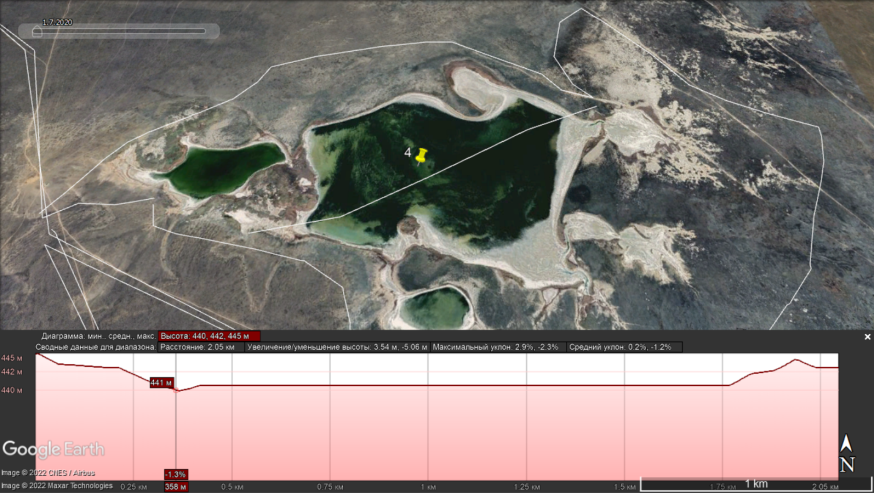 1.7.2020
4
Диаграмма: мин., средн., макс. Высота: 440, 442, 445 м
Сводные данные для диапазона: Расстояние: 2.05 км Увеличение/уменьшение высоты: 3.54 м, -5.06 м Максимальный уклон: 2.9%, -2.3% Средний уклон: 0.2%, -1.2%
445 м
442 м
441 м
440 м
Google Earth
N
Image © 2022 CNES / Airbus
-1.3%
Image © 2022 Maxar Technologies
0.25 км 358 м 0.5 км 0.75 км 1 км 1.25 км 1.5 км 1.75 км 2.05 км
1 km